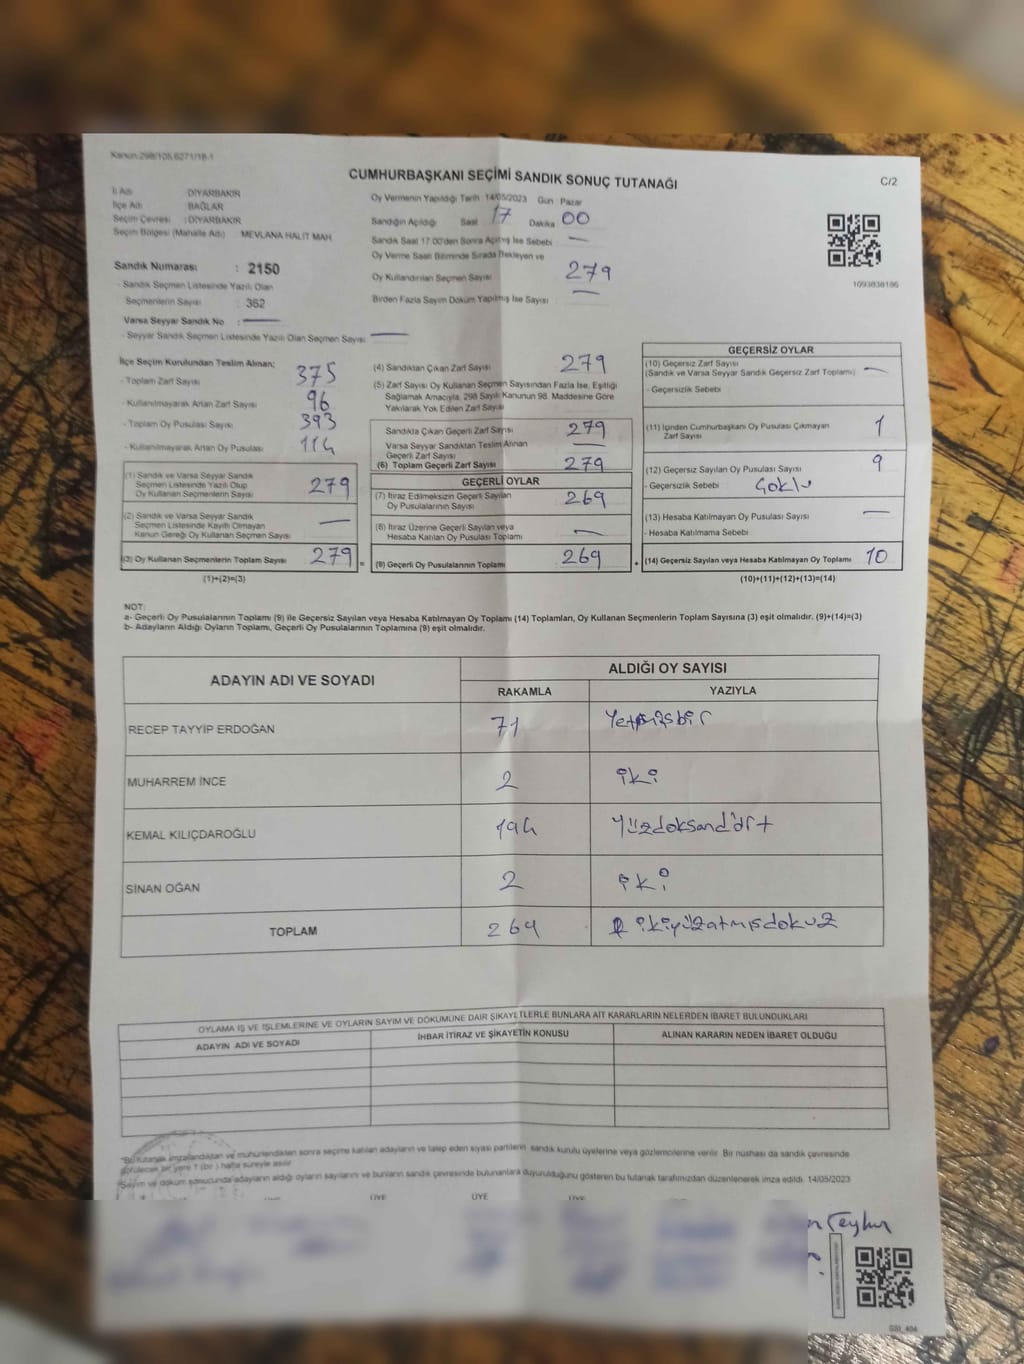 Kanun:298/105,6271/18-1
CUMHURBAŞKANI SEÇİMİ SANDIK SONUÇ TUTANAĞI
C/2
İl Adı : DİYARBAKIR
İlçe Adı : BAĞLAR
Seçim Çevresi : DİYARBAKIR
Seçim Bölgesi (Mahalle Adı) MEVLANA HALİT MAH
Oy Vermenin Yapıldığı Tarih 14/05/2023 Gün Pazar
Sandığın Açıldığı Saat 17 Dakika 00
Sandık Saat 17.00'den Sonra Açılmış İse Sebebi —
Oy Verme Saati Bitiminde Sırada Bekleyen ve
Oy Kullandırılan Seçmen Sayısı 279
Birden Fazla Sayım Döküm Yapılmış İse Sayısı —
1093838186
Sandık Numarası : 2150
- Sandık Seçmen Listesinde Yazılı Olan
Seçmenlerin Sayısı : 362
Varsa Seyyar Sandık No : —
- Seyyar Sandık Seçmen Listesinde Yazılı Olan Seçmen Sayısı —
İlçe Seçim Kurulundan Teslim Alınan;
- Toplam Zarf Sayısı 375
- Kullanılmayarak Artan Zarf Sayısı 96
- Toplam Oy Pusulası Sayısı 393
- Kullanılmayarak Artan Oy Pusulası 114
(1) Sandık ve Varsa Seyyar Sandık
Seçmen Listesinde Yazılı Olup
Oy Kullanan Seçmenlerin Sayısı 279
(2) Sandık ve Varsa Seyyar Sandık
Seçmen Listesinde Kayıtlı Olmayan
Kanun Gereği Oy Kullanan Seçmen Sayısı —
(3) Oy Kullanan Seçmenlerin Toplam Sayısı 279 =
(1)+(2)=(3)
(4) Sandıktan Çıkan Zarf Sayısı 279
(5) Zarf Sayısı Oy Kullanan Seçmen Sayısından Fazla İse, Eşitliği
Sağlamak Amacıyla, 298 Sayılı Kanunun 98. Maddesine Göre
Yakılarak Yok Edilen Zarf Sayısı
Sandıkta Çıkan Geçerli Zarf Sayısı 279
Varsa Seyyar Sandıktan Teslim Alınan
Geçerli Zarf Sayısı —
(6) Toplam Geçerli Zarf Sayısı 279
GEÇERLİ OYLAR
(7) İtiraz Edilmeksizin Geçerli Sayılan
Oy Pusulalarının Sayısı 269
(8) İtiraz Üzerine Geçerli Sayılan veya
Hesaba Katılan Oy Pusulası Toplamı —
(9) Geçerli Oy Pusulalarının Toplamı 269 +
GEÇERSİZ OYLAR
(10) Geçersiz Zarf Sayısı
(Sandık ve Varsa Seyyar Sandık Geçersiz Zarf Toplamı) —
- Geçersizlik Sebebi
(11) İçinden Cumhurbaşkanı Oy Pusulası Çıkmayan
Zarf Sayısı 1
(12) Geçersiz Sayılan Oy Pusulası Sayısı 9
- Geçersizlik Sebebi Çoklu
(13) Hesaba Katılmayan Oy Pusulası Sayısı —
- Hesaba Katılmama Sebebi
(14) Geçersiz Sayılan veya Hesaba Katılmayan Oy Toplamı 10
(10)+(11)+(12)+(13)=(14)
NOT:
a- Geçerli Oy Pusulalarının Toplamı (9) ile Geçersiz Sayılan veya Hesaba Katılmayan Oy Toplamı (14) Toplamları, Oy Kullanan Seçmenlerin Toplam Sayısına (3) eşit olmalıdır. (9)+(14)=(3)
b- Adayların Aldığı Oyların Toplamı, Geçerli Oy Pusulalarının Toplamına (9) eşit olmalıdır.
ADAYIN ADI VE SOYADI
ALDIĞI OY SAYISI
RAKAMLA YAZIYLA
RECEP TAYYİP ERDOĞAN 71 Yetmişbir
MUHARREM İNCE 2 iki
KEMAL KILIÇDAROĞLU 194 Yüzdoksandört
SİNAN OĞAN 2 iki
TOPLAM 269 ikiyüzatmışdokuz
OYLAMA İŞ VE İŞLEMLERİNE VE OYLARIN SAYIM VE DÖKÜMÜNE DAİR ŞİKAYETLERLE BUNLARA AİT KARARLARIN NELERDEN İBARET BULUNDUKLARI
ADAYIN ADI VE SOYADI İHBAR İTİRAZ VE ŞİKAYETİN KONUSU ALINAN KARARIN NEDEN İBARET OLDUĞU
*Bu tutanak imzalandıktan ve mühürlendikten sonra seçime katılan adayların ve talep eden siyasi partilerin sandık kurulu üyelerine veya gözlemcilerine verilir. Bir nüshası da sandık çevresinde
görülecek bir yere 1 (bir) hafta süreyle asılır
*Sayım ve döküm sonucunda adayların aldığı oyların sayılarını ve bunların sandık çevresinde bulunanlara duyurulduğunu gösteren bu tutanak tarafımızdan düzenlenerek imza edildi. 14/05/2023
ÜYE ÜYE ÜYE